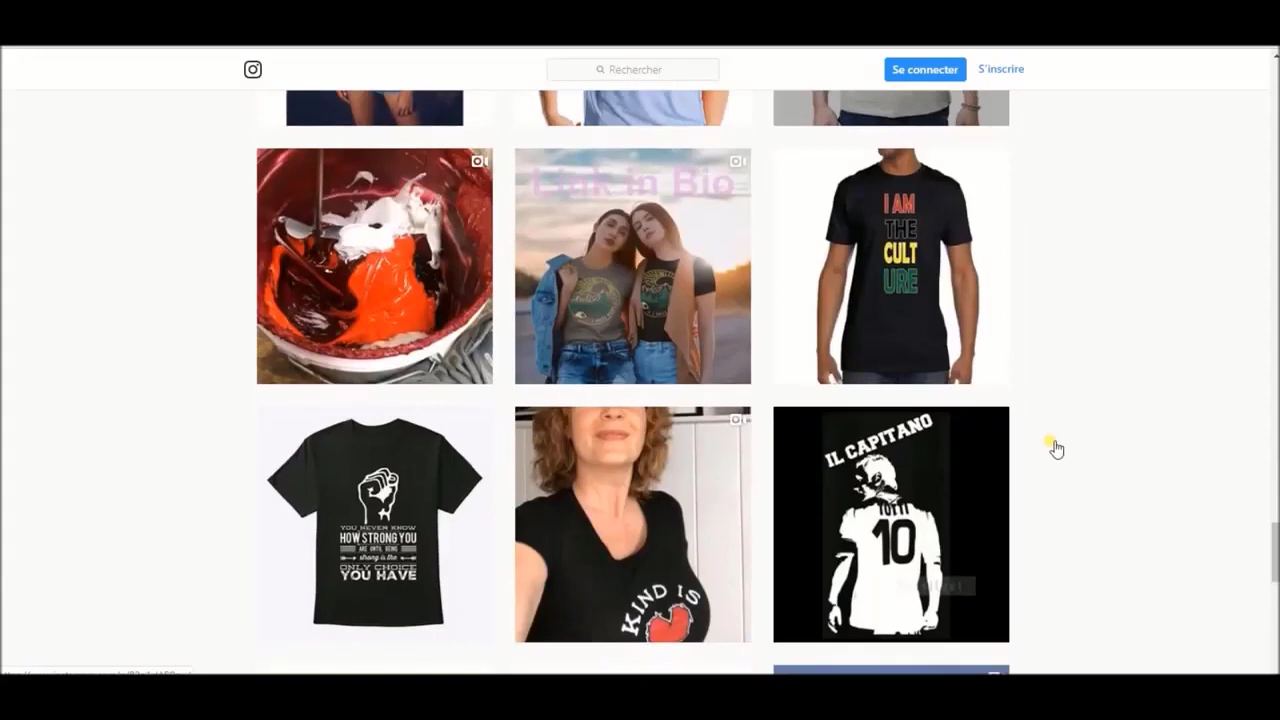 Rechercher
Se connecter
S'inscrire
Link in Bio
I AM
THE
CULT
URE
YOU NEVER KNOW
HOW STRONG YOU
ARE UNTIL BEING
strong is the
ONLY CHOICE
YOU HAVE
KIND IS
IL CAPITANO
TOTTI
10